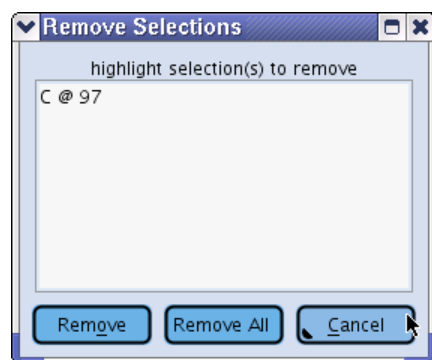 Remove Selections
highlight selection(s) to remove
C @ 97
Remove
Remove All
Cancel